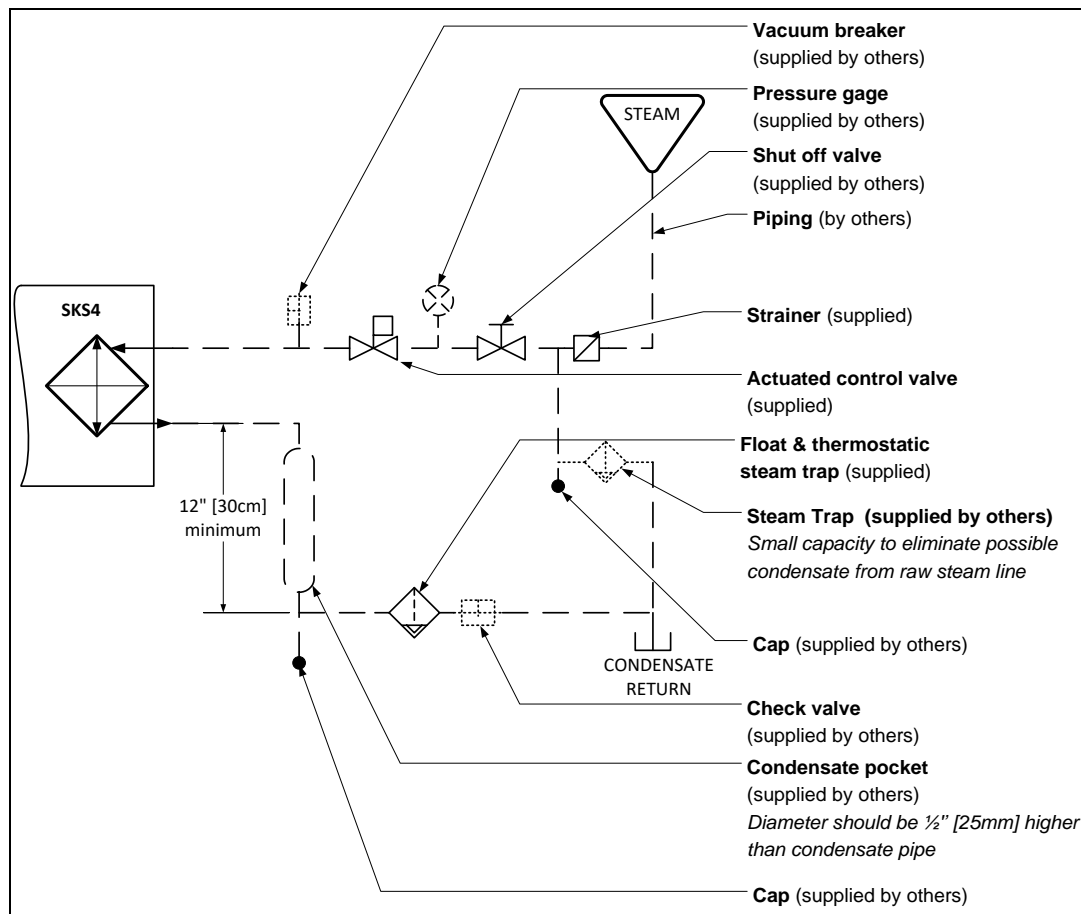 Vacuum breaker
(supplied by others)
STEAM
Pressure gage
(supplied by others)
Shut off valve
(supplied by others)
Piping (by others)
SKS4
Strainer (supplied)
Actuated control valve
(supplied)
Float & thermostatic
steam trap (supplied)
12" [30cm]
minimum
Steam Trap (supplied by others)
Small capacity to eliminate possible
condensate from raw steam line
Cap (supplied by others)
CONDENSATE
RETURN
Check valve
(supplied by others)
Condensate pocket
(supplied by others)
Diameter should be ½" [25mm] higher
than condensate pipe
Cap (supplied by others)